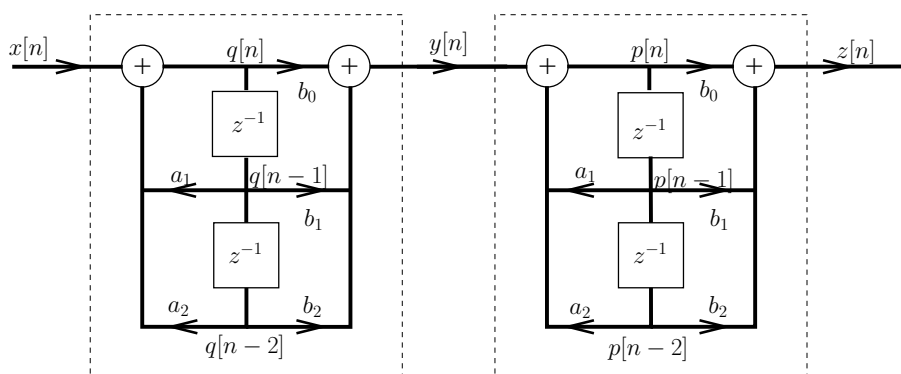 x[n] + q[n] + y[n] + p[n] + z[n]
b₀ b₀
z⁻¹ z⁻¹
a₁ q[n − 1] a₁ p[n − 1]
b₁ b₁
z⁻¹ z⁻¹
a₂ b₂ a₂ b₂
q[n − 2] p[n − 2]